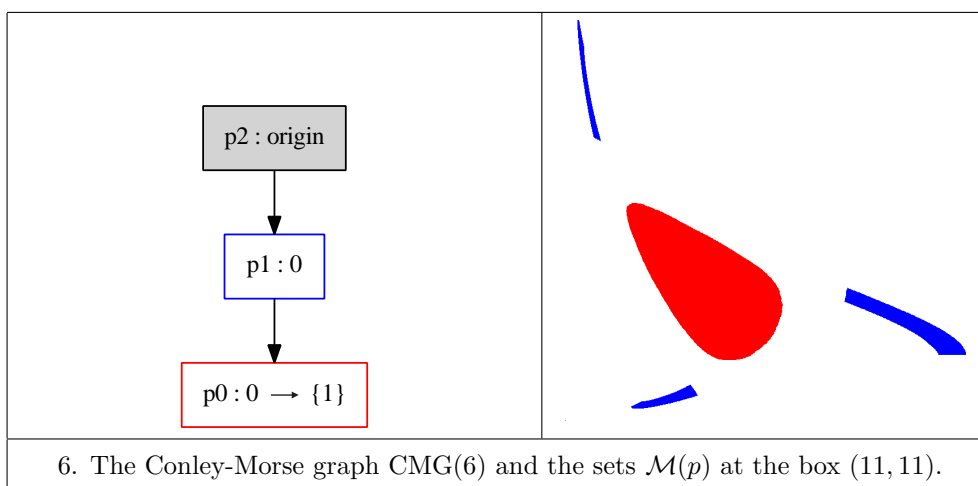 p2 : origin
p1 : 0
p0 : 0 → {1}
6. The Conley-Morse graph CMG(6) and the sets ℳ(p) at the box (11, 11).